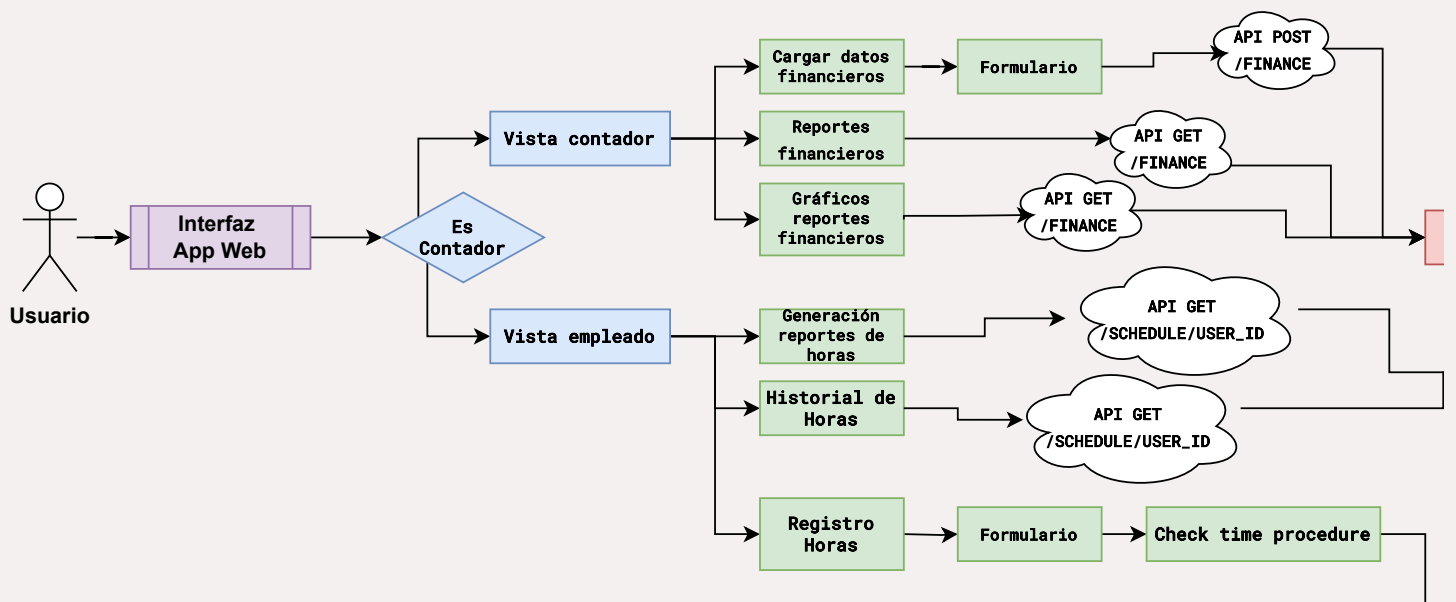 Cargar datos
financieros
Formulario
API POST
/FINANCE
Vista contador
Reportes
financieros
API GET
/FINANCE
Gráficos
reportes
financieros
API GET
/FINANCE
Interfaz
App Web
Es
Contador
Usuario
Vista empleado
Generación
reportes de
horas
API GET
/SCHEDULE/USER_ID
Historial de
Horas
API GET
/SCHEDULE/USER_ID
Registro
Horas
Formulario
Check time procedure